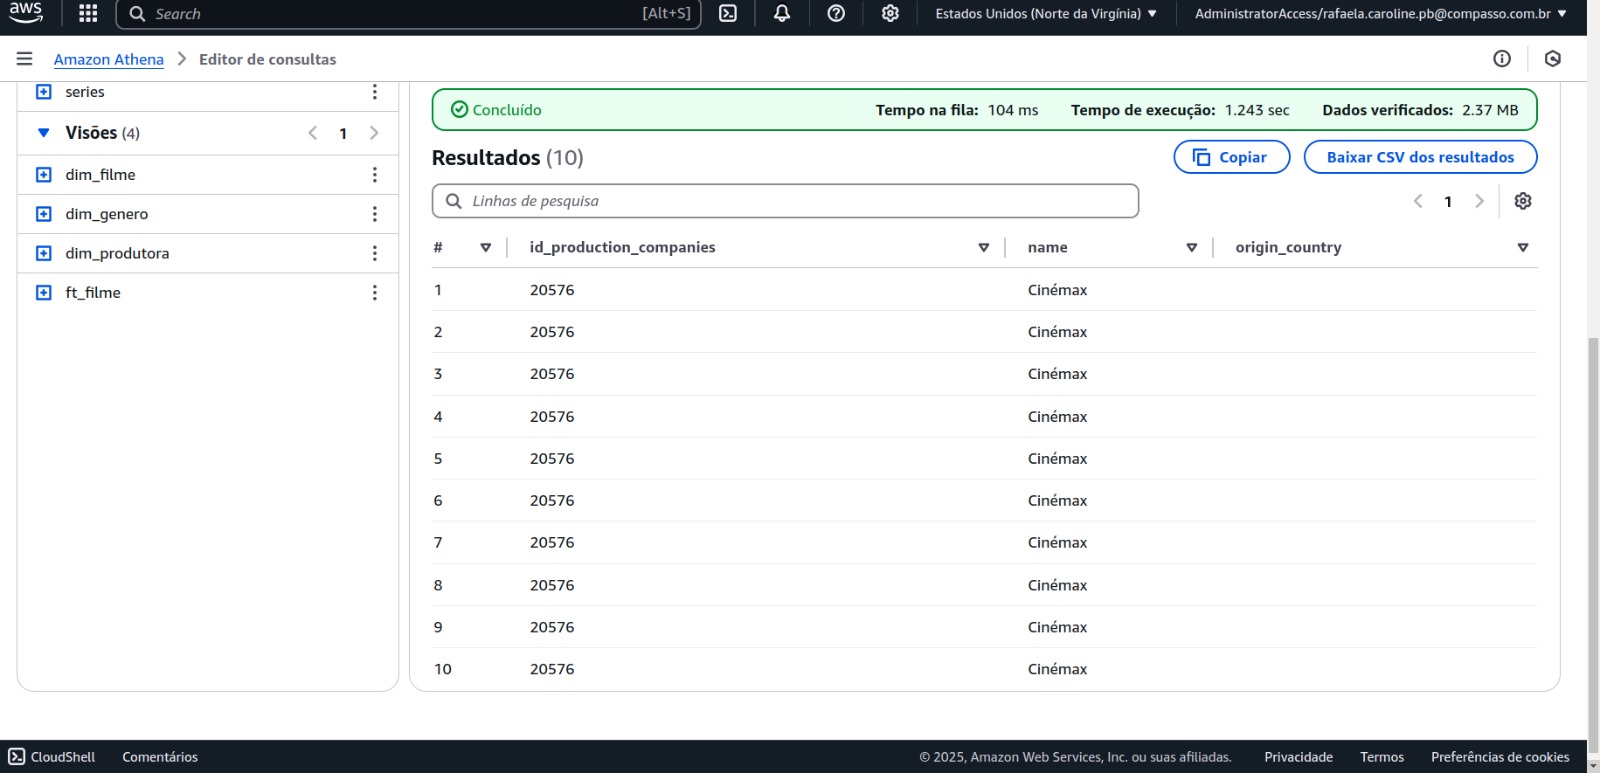 aws
Search [Alt+S] Estados Unidos (Norte da Virgínia) AdministratorAccess/rafaela.caroline.pb@compasso.com.br
Amazon Athena > Editor de consultas
series
Visões (4) < 1 >
dim_filme
dim_genero
dim_produtora
ft_filme
Concluído Tempo na fila: 104 ms Tempo de execução: 1.243 sec Dados verificados: 2.37 MB
Resultados (10) Copiar Baixar CSV dos resultados
Linhas de pesquisa < 1 >
# id_production_companies name origin_country
1 20576 Cinémax
2 20576 Cinémax
3 20576 Cinémax
4 20576 Cinémax
5 20576 Cinémax
6 20576 Cinémax
7 20576 Cinémax
8 20576 Cinémax
9 20576 Cinémax
10 20576 Cinémax
CloudShell Comentários © 2025, Amazon Web Services, Inc. ou suas afiliadas. Privacidade Termos Preferências de cookies